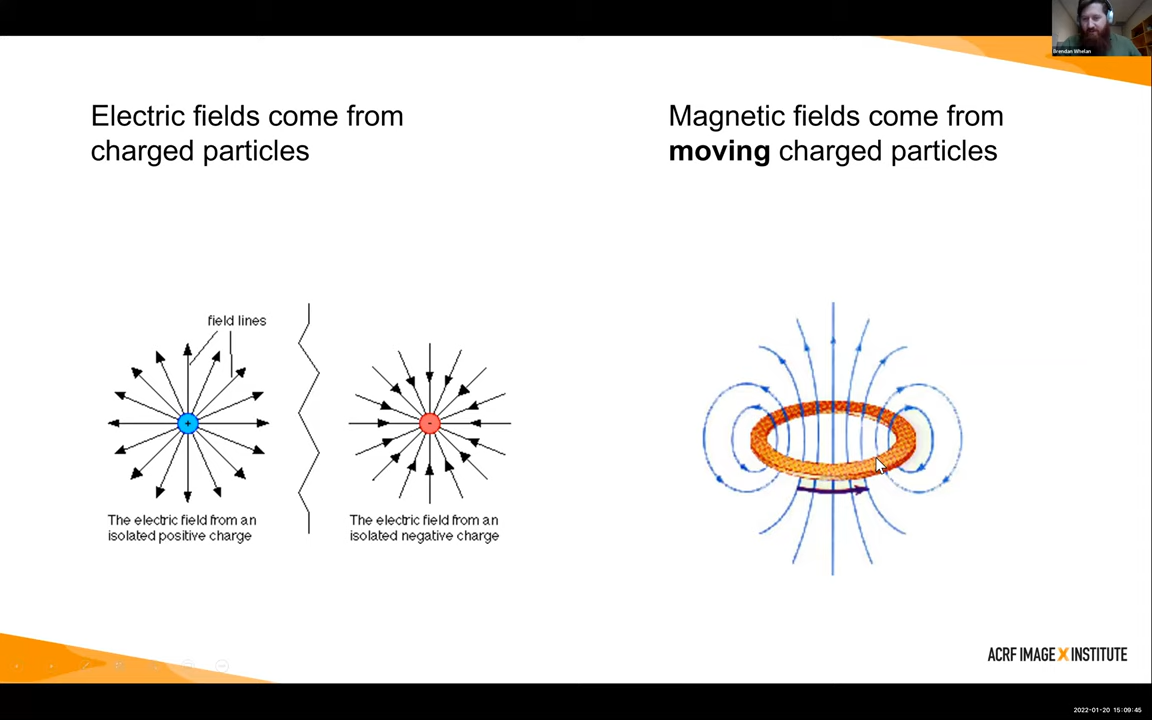 Brendan Whelan
Electric fields come from
charged particles
Magnetic fields come from
moving charged particles
field lines
+
-
The electric field from an
isolated positive charge
The electric field from an
isolated negative charge
ACRF IMAGE X INSTITUTE
2022-01-20 15:09:45